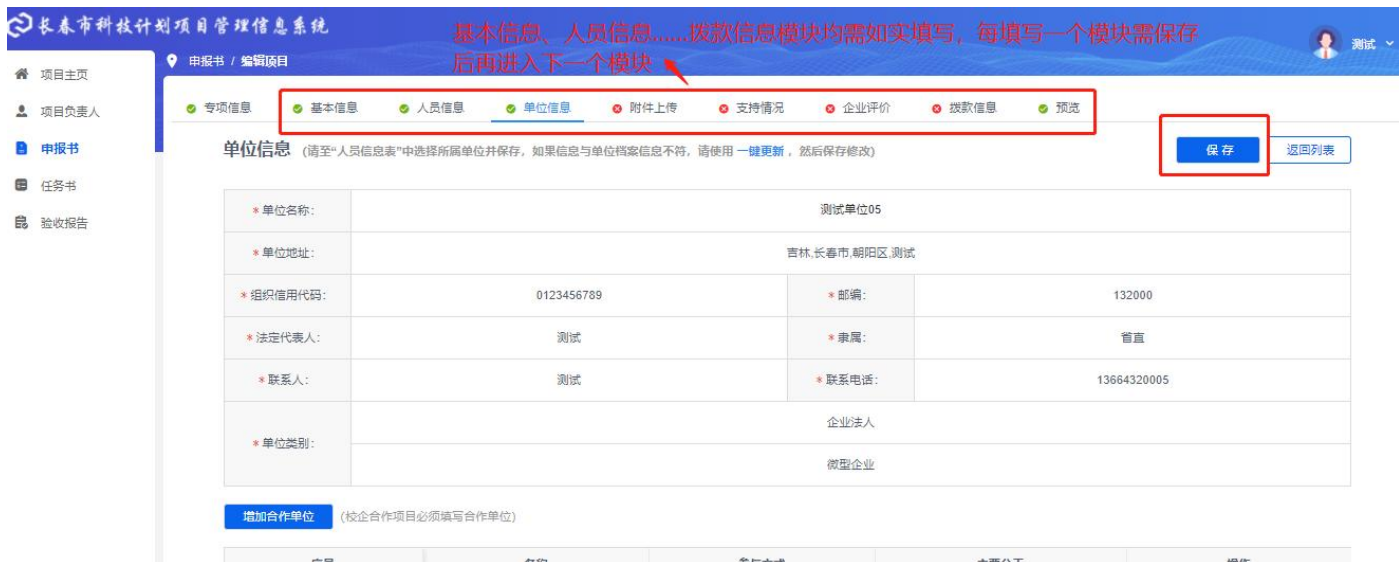 长春市科技计划项目管理信息系统
基本信息、人员信息......拨款信息模块均需如实填写，每填写一个模块需保存
后再进入下一个模块
测试
申报书 / 编辑项目
项目主页
项目负责人
申报书
任务书
验收报告
专项信息 基本信息 人员信息 单位信息 附件上传 支持情况 企业评价 拨款信息 预览
单位信息 (请至“人员信息表”中选择所属单位并保存，如果信息与单位档案信息不符，请使用 一键更新 ，然后保存修改)
保存 返回列表
*单位名称: 测试单位05
*单位地址: 吉林,长春市,朝阳区,测试
*组织信用代码: 0123456789 *邮编: 132000
*法定代表人: 测试 *隶属: 省直
*联系人: 测试 *联系电话: 13664320005
*单位类别: 企业法人
微型企业
增加合作单位 (校企合作项目必须填写合作单位)